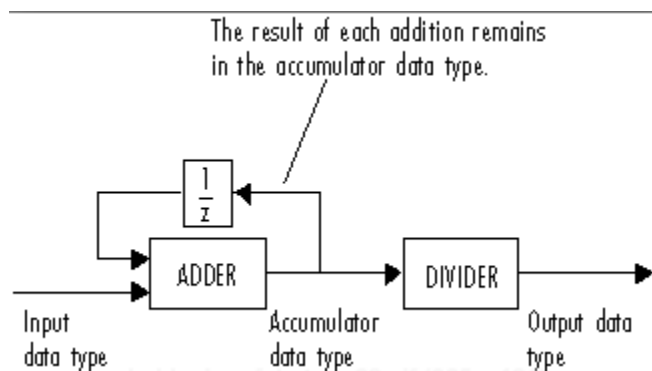 The result of each addition remains
in the accumulator data type.
1
z
ADDER
DIVIDER
Input
data type
Accumulator
data type
Output data
type